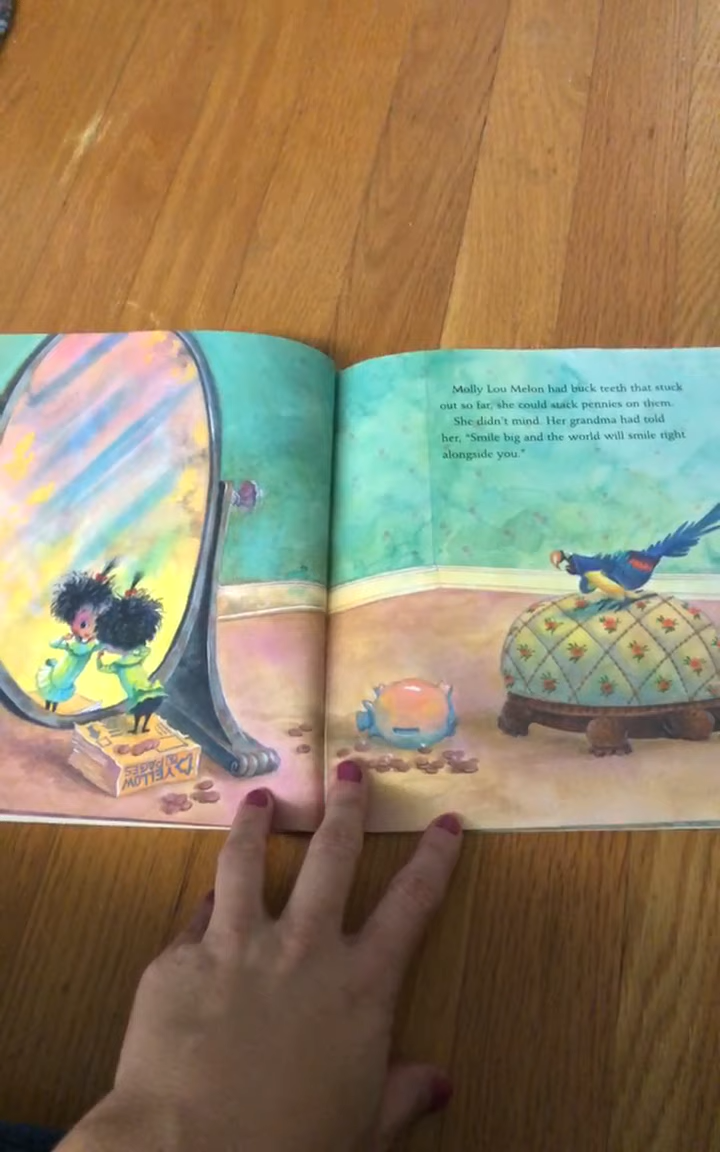 Molly Lou Melon had buck teeth that stuck
out so far, she could stack pennies on them.
She didn't mind. Her grandma had told
her, "Smile big and the world will smile right
alongside you."
YELLOW
PAGES